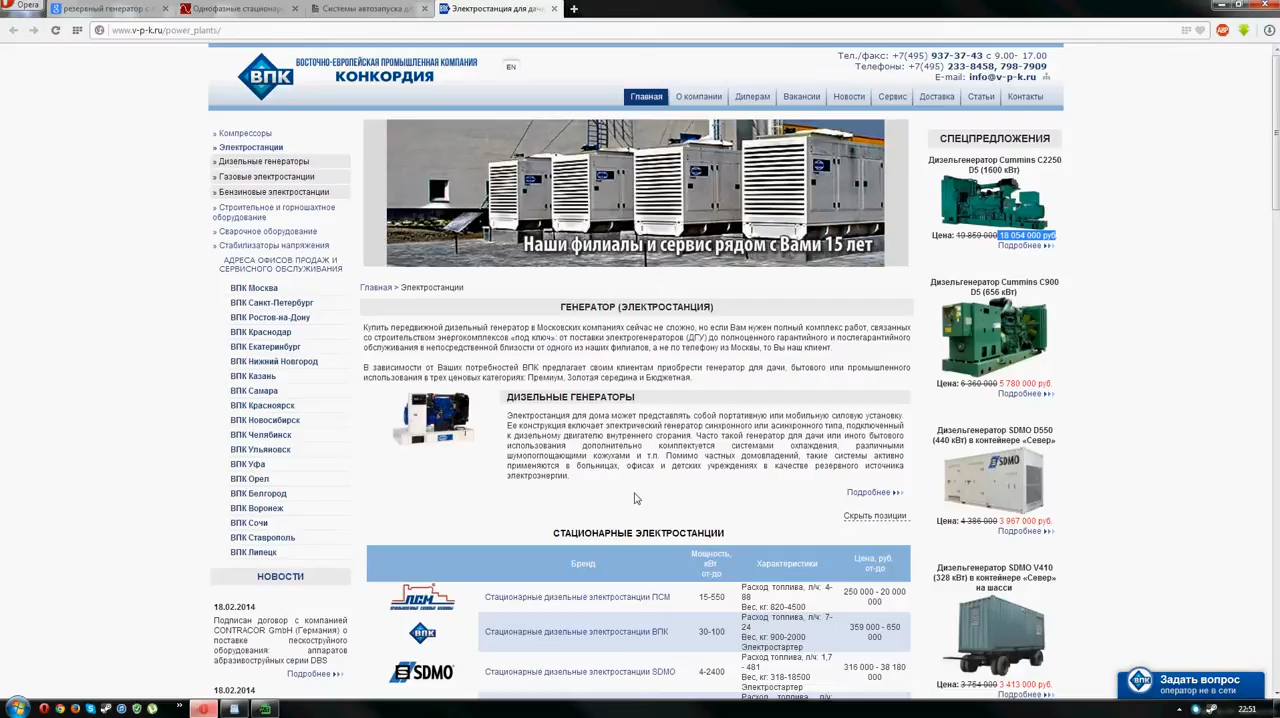 Opera
резервный генератор с
Однофазные стационар
Системы автозапуска дл
Электростанция для дачи
www.v-p-k.ru/power_plants/
ВПК
ВОСТОЧНО-ЕВРОПЕЙСКАЯ ПРОМЫШЛЕННАЯ КОМПАНИЯ
КОНКОРДИЯ
EN
Тел./факс: +7(495) 937-37-43 с 9.00- 17.00
Телефоны: +7(495) 233-8458, 798-7909
E-mail: info@v-p-k.ru
Главная
О компании
Дилерам
Вакансии
Новости
Сервис
Доставка
Статьи
Контакты
» Компрессоры
» Электростанции
» Дизельные генераторы
» Газовые электростанции
» Бензиновые электростанции
» Строительное и горношахтное
оборудование
» Сварочное оборудование
» Стабилизаторы напряжения
АДРЕСА ОФИСОВ ПРОДАЖ И
СЕРВИСНОГО ОБСЛУЖИВАНИЯ
ВПК Москва
ВПК Санкт-Петербург
ВПК Ростов-на-Дону
ВПК Краснодар
ВПК Екатеринбург
ВПК Нижний Новгород
ВПК Казань
ВПК Самара
ВПК Красноярск
ВПК Новосибирск
ВПК Челябинск
ВПК Ульяновск
ВПК Уфа
ВПК Орел
ВПК Белгород
ВПК Воронеж
ВПК Сочи
ВПК Ставрополь
ВПК Липецк
НОВОСТИ
18.02.2014
Подписан договор с компанией
CONTRACOR GmbH (Германия) о
поставке пескоструйного
оборудования: аппаратов
абразивоструйных серии DBS
Подробнее
18.02.2014
Наши филиалы и сервис рядом с Вами 15 лет
Главная > Электростанции
ГЕНЕРАТОР (ЭЛЕКТРОСТАНЦИЯ)
Купить передвижной дизельный генератор в Московских компаниях сейчас не сложно, но если Вам нужен полный комплекс работ, связанных
со строительством энергокомплексов «под ключ»: от поставки электрогенераторов (ДГУ) до полноценного гарантийного и послегарантийного
обслуживания в непосредственной близости от одного из наших филиалов, а не по телефону из Москвы, то Вы наш клиент.
В зависимости от Ваших потребностей ВПК предлагает своим клиентам приобрести генератор для дачи, бытового или промышленного
использования в трех ценовых категориях: Премиум, Золотая середина и Бюджетная.
ДИЗЕЛЬНЫЕ ГЕНЕРАТОРЫ
Электростанция для дома может представлять собой портативную или мобильную силовую установку.
Ее конструкция включает электрический генератор синхронного или асинхронного типа, подключенный
к дизельному двигателю внутреннего сгорания. Часто такой генератор для дачи или иного бытового
использования дополнительно комплектуется системами охлаждения, различными
шумопоглощающими кожухами и т.п. Помимо частных домовладений, такие системы активно
применяются в больницах, офисах и детских учреждениях в качестве резервного источника
электроэнергии.
Подробнее
Скрыть позиции
СТАЦИОНАРНЫЕ ЭЛЕКТРОСТАНЦИИ
Бренд
Мощность,
кВт
от-до
Характеристики
Цена, руб.
от-до
ПСМ
Стационарные дизельные электростанции ПСМ
15-550
Расход топлива, л/ч: 4-
88
Вес, кг: 820-4500
250 000 - 20 000
000
ВПК
Стационарные дизельные электростанции ВПК
30-100
Расход топлива, л/ч: 7-
24
Вес, кг: 900-2000
Электростартер
359 000 - 650
000
SDMO
Стационарные дизельные электростанции SDMO
4-2400
Расход топлива, л/ч: 1,7
- 481
Вес, кг: 318-18500
Электростартер
316 000 - 38 180
000
Расход топлива, л/ч:
СПЕЦПРЕДЛОЖЕНИЯ
Дизельгенератор Cummins C2250
D5 (1600 кВт)
Цена: 19 859 000 18 054 000 руб.
Подробнее
Дизельгенератор Cummins C900
D5 (656 кВт)
Цена: 6 360 000 5 780 000 руб.
Подробнее
Дизельгенератор SDMO D550
(440 кВт) в контейнере «Север»
SDMO
Цена: 4 386 000 3 967 000 руб.
Подробнее
Дизельгенератор SDMO V410
(328 кВт) в контейнере «Север»
на шасси
Цена: 3 754 000 3 413 000 руб.
Подробнее
ВПК
Задать вопрос
оператор не в сети
22:51